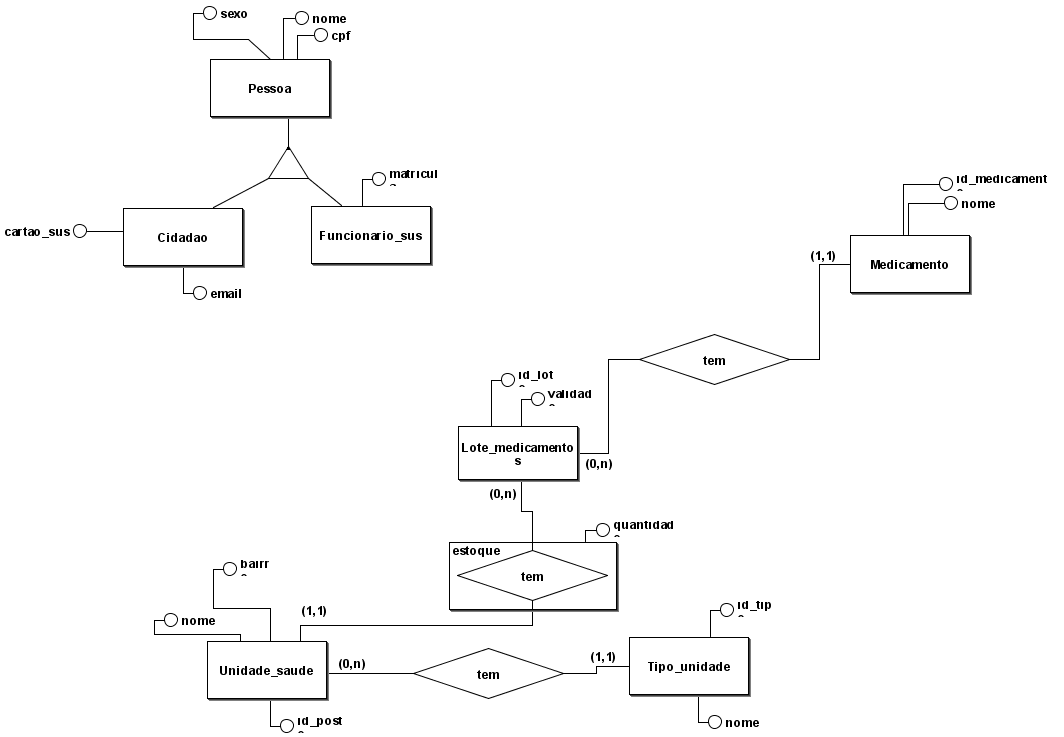 sexo
nome
cpf
Pessoa
matricul
cartao_sus
Cidadao
Funcionario_sus
email
id_medicament
nome
(1,1)
Medicamento
tem
id_lot
validad
Lote_medicamento
s
(0,n)
(0,n)
quantidad
estoque
tem
bairr
(1,1)
nome
id_tip
Unidade_saude
(0,n)
tem
(1,1)
Tipo_unidade
id_post
nome